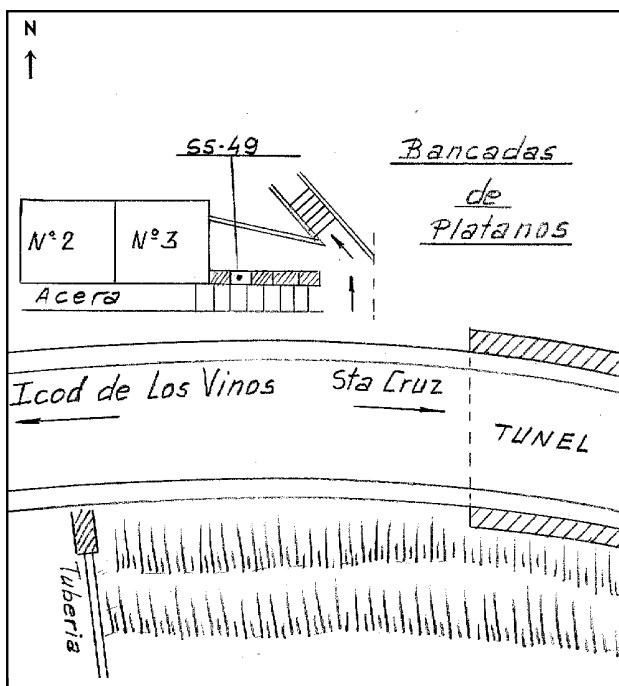 N
SS-49
Bancadas
de
Platanos
Nº2
Nº3
Acera
Icod de Los Vinos
Sta Cruz
TUNEL
Tuberia